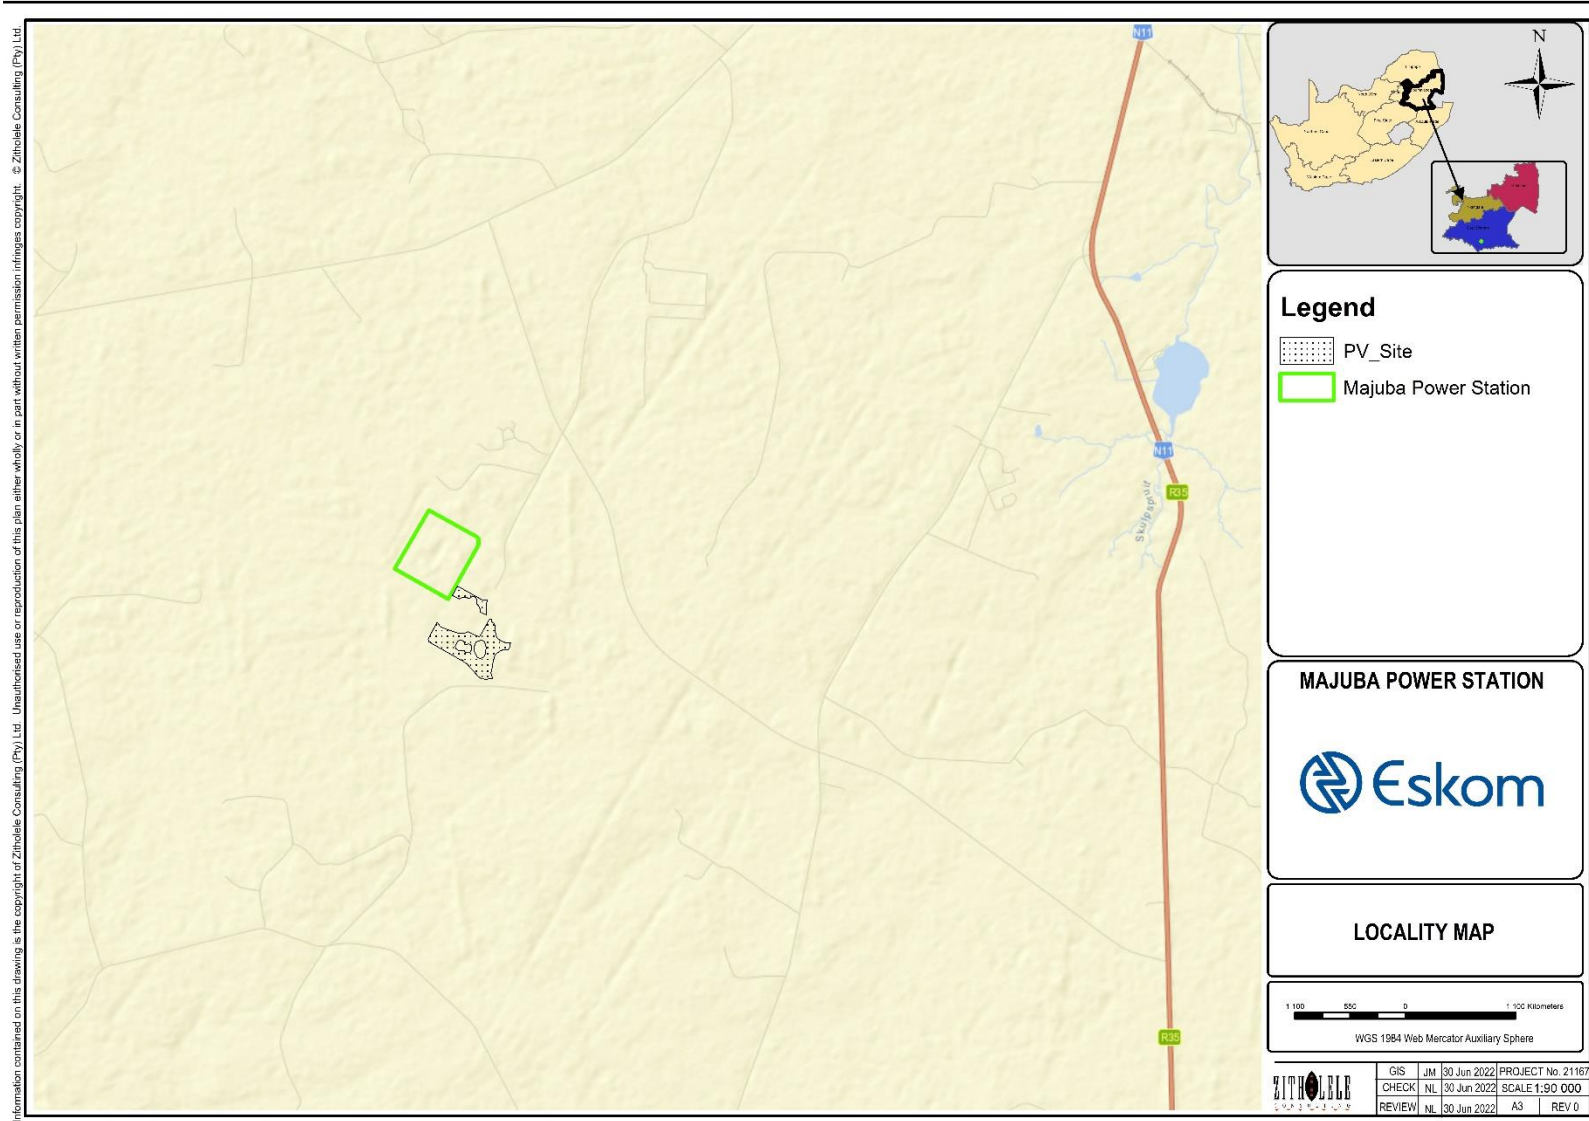 Information contained on this drawing is the copyright of Zitholele Consulting (Pty) Ltd. Unauthorised use or reproduction of this plan either wholly or in part without written permission infringes copyright. © Zitholele Consulting (Pty) Ltd.
N11
N11
R35
Skulpspruit
R35
N
Legend
PV_Site
Majuba Power Station
MAJUBA POWER STATION
Eskom
LOCALITY MAP
1 100 550 0 1 100 Kilometers
WGS 1984 Web Mercator Auxiliary Sphere
ZITHOLELE
GIS JM 30 Jun 2022 PROJECT No. 21167
CHECK NL 30 Jun 2022 SCALE 1:90 000
REVIEW NL 30 Jun 2022 A3 REV 0